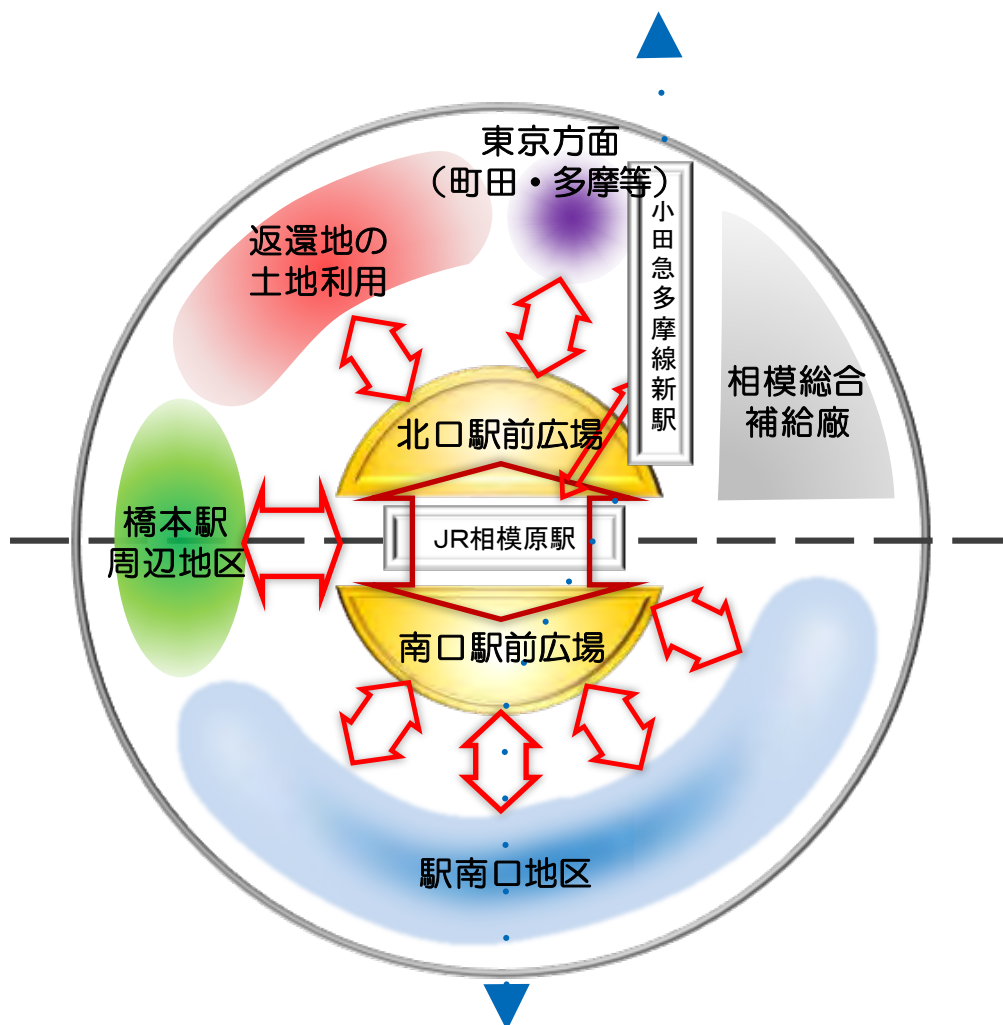 東京方面
（町田・多摩等）
返還地の
土地利用
小田急多摩線新駅
相模総合
補給廠
北口駅前広場
橋本駅
周辺地区
JR相模原駅
南口駅前広場
駅南口地区